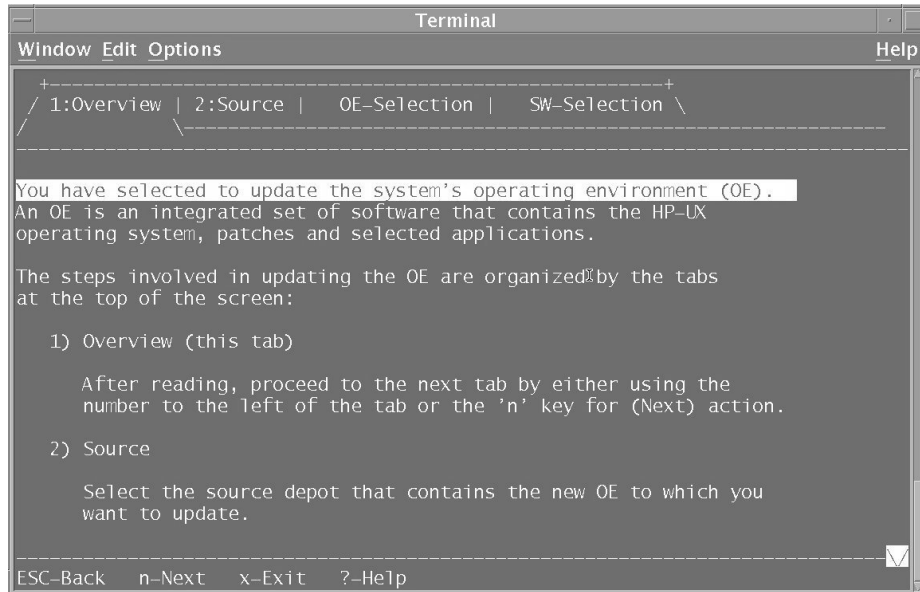 Terminal
Window Edit Options Help
1:Overview | 2:Source | OE-Selection | SW-Selection
You have selected to update the system's operating environment (OE).
An OE is an integrated set of software that contains the HP-UX
operating system, patches and selected applications.
The steps involved in updating the OE are organized by the tabs
at the top of the screen:
1) Overview (this tab)
After reading, proceed to the next tab by either using the
number to the left of the tab or the 'n' key for (Next) action.
2) Source
Select the source depot that contains the new OE to which you
want to update.
ESC-Back n-Next x-Exit ?-Help